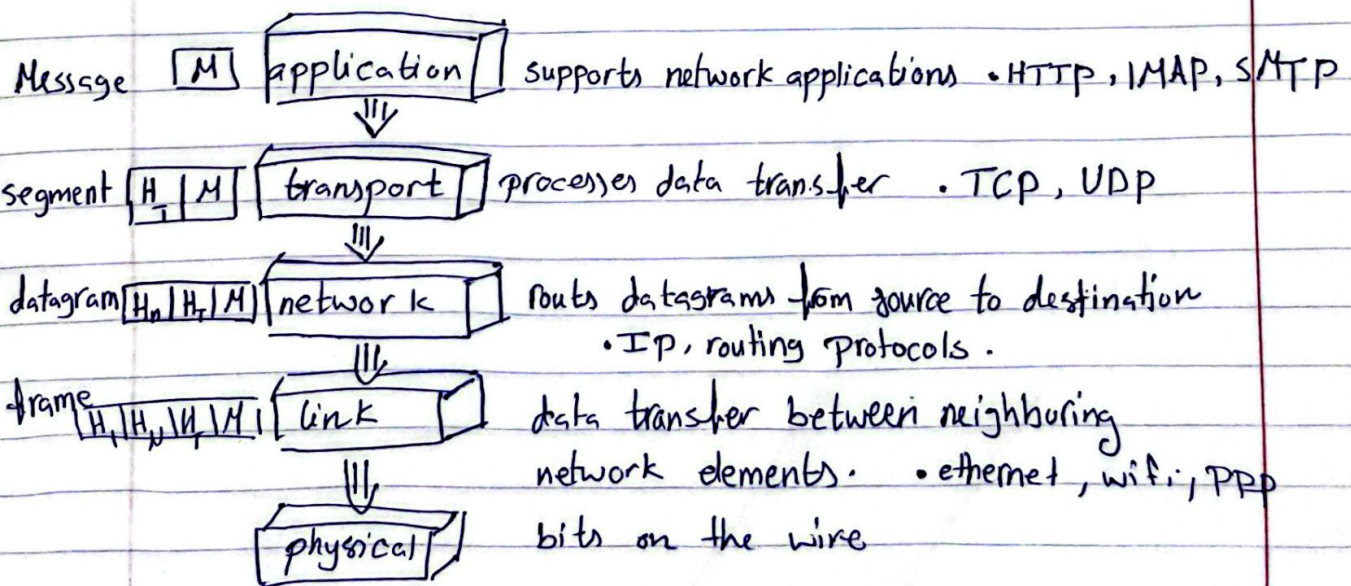 Message M application supports network applications • HTTP, IMAP, SMTP
segment HT M transport processes data transfer • TCP, UDP
datagram Hn HT M network routs datagrams from source to destination
• IP, routing protocols.
frame Hl HN HT M link data transfer between neighboring
network elements. • ethernet, wifi, PPP
physical bits on the wire